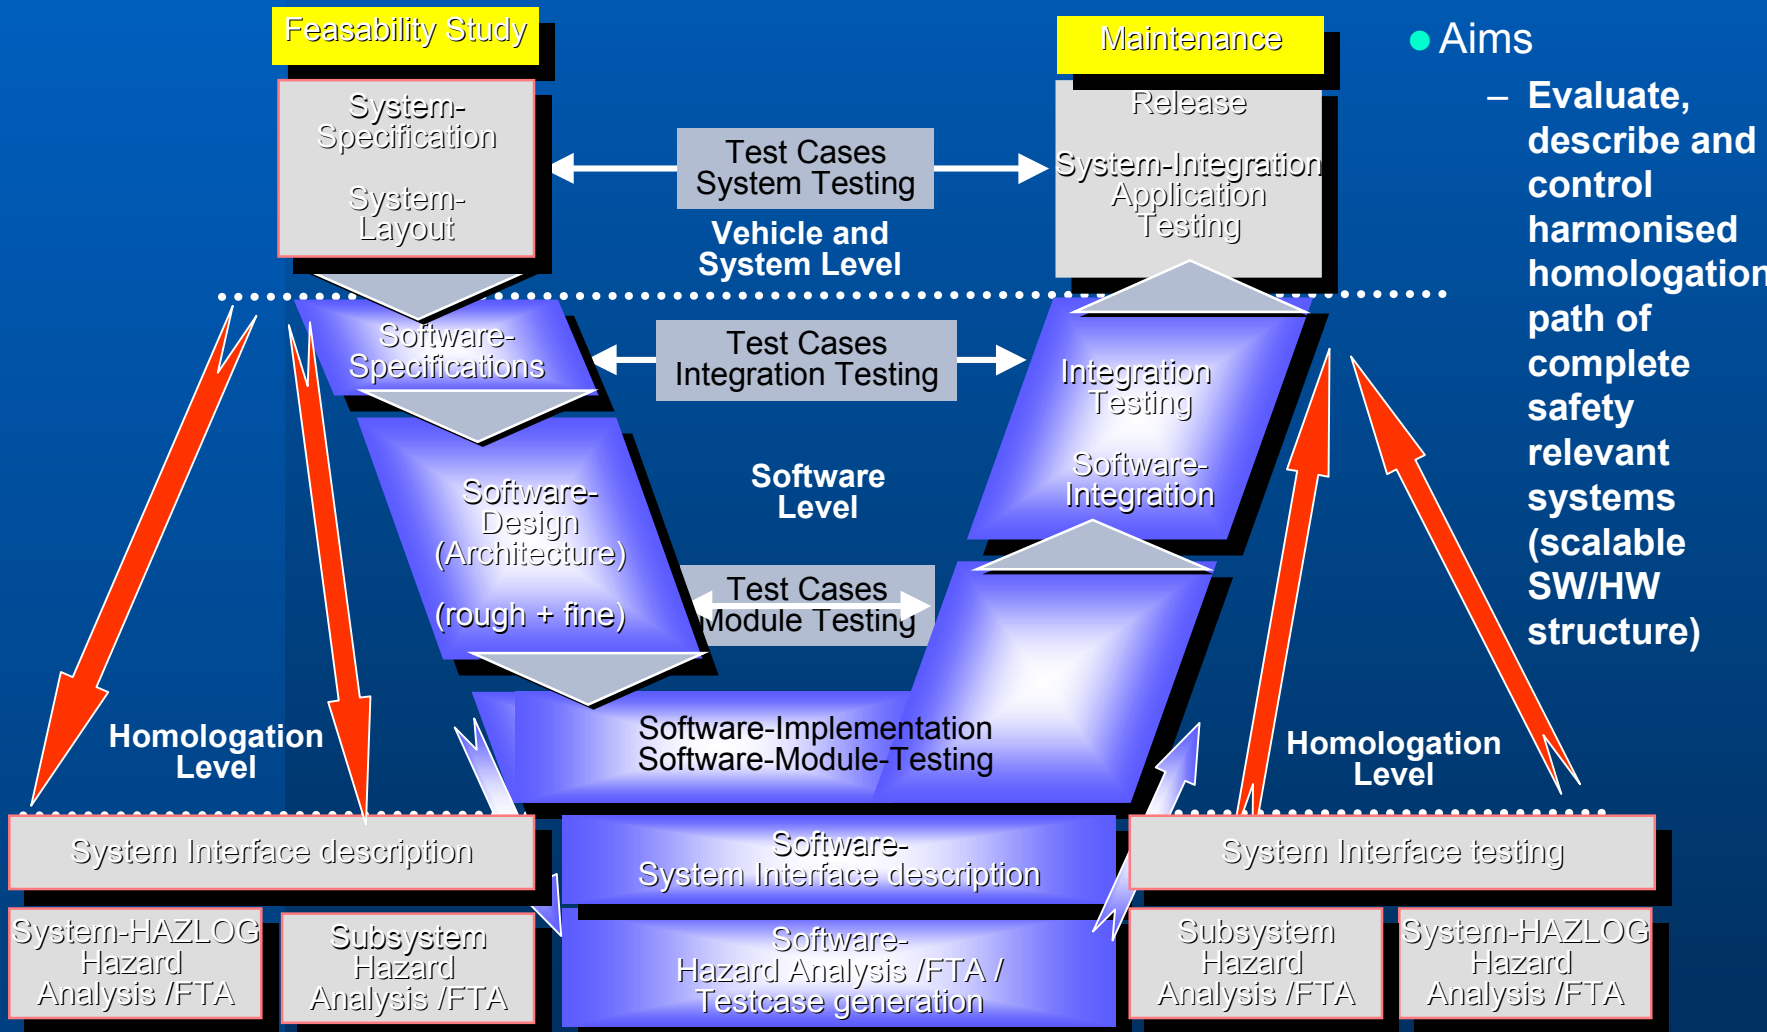 Feasability Study
System-
Specification
System-
Layout
Test Cases
System Testing
Vehicle and
System Level
Maintenance
Release
System-Integration
Application
Testing
● Aims
– Evaluate,
describe and
control
harmonised
homologation
path of
complete
safety
relevant
systems
(scalable
SW/HW
structure)
Software-
Specifications
Test Cases
Integration Testing
Integration
Testing
Software-
Integration
Software-
Design
(Architecture)
(rough + fine)
Software
Level
Test Cases
Module Testing
Software-Implementation
Software-Module-Testing
Homologation
Level
Homologation
Level
System Interface description
Software-
System Interface description
System Interface testing
System-HAZLOG
Hazard
Analysis /FTA
Subsystem
Hazard
Analysis /FTA
Software-
Hazard Analysis /FTA /
Testcase generation
Subsystem
Hazard
Analysis /FTA
System-HAZLOG
Hazard
Analysis /FTA